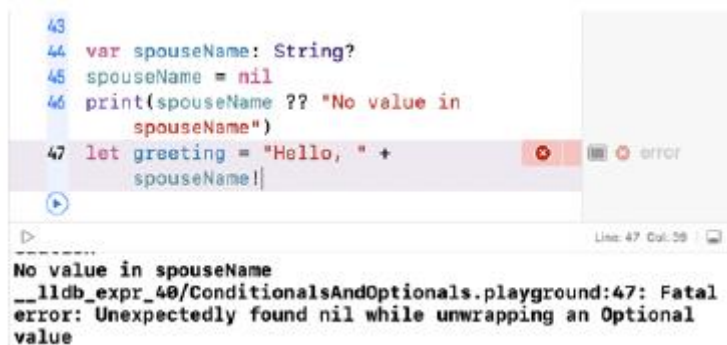 43
44 var spouseName: String?
45 spouseName = nil
46 print(spouseName ?? "No value in
spouseName")
47 let greeting = "Hello, " +
spouseName!
error
Line: 47 Col:
No value in spouseName
__lldb_expr_40/ConditionalsAndOptionals.playground:47: Fatal
error: Unexpectedly found nil while unwrapping an Optional
value